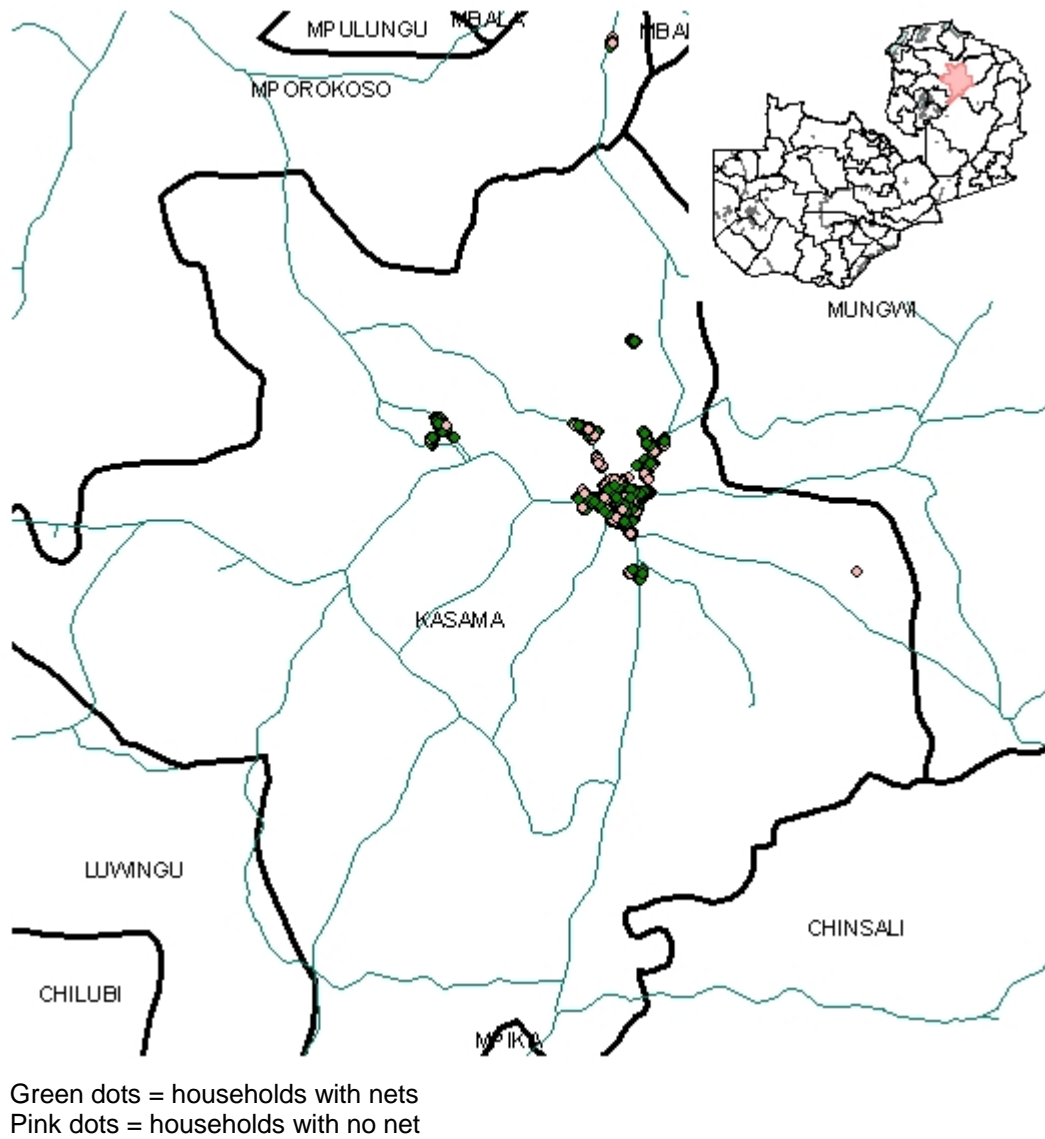 MPULUNGU
MBALA
MBAL
MPOROKOSO
MUNGWI
KASAMA
LUWINGU
CHINSALI
CHILUBI
MPIKA
Green dots = households with nets
Pink dots = households with no net